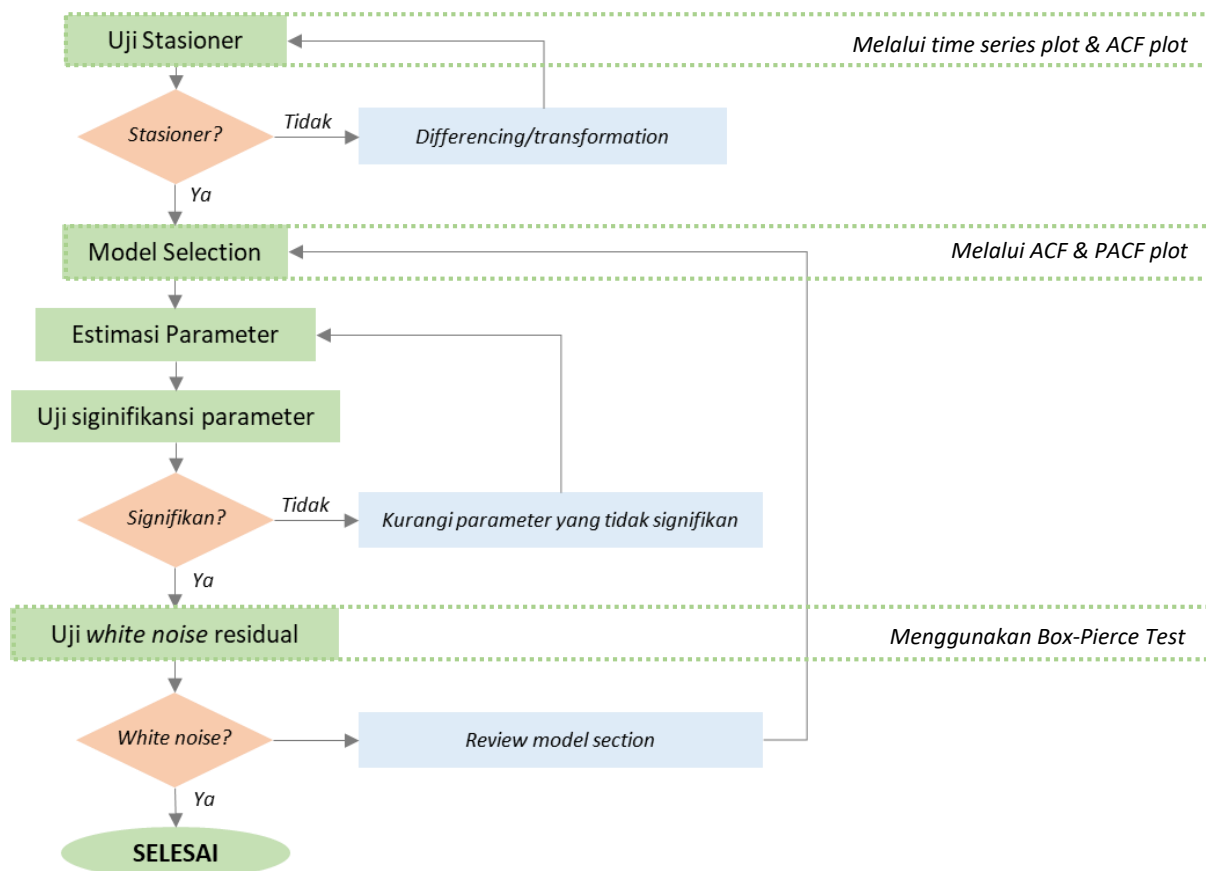 Uji Stasioner
Melalui time series plot & ACF plot
Stasioner?
Tidak
Differencing/transformation
Ya
Model Selection
Melalui ACF & PACF plot
Estimasi Parameter
Uji siginifikansi parameter
Signifikan?
Tidak
Kurangi parameter yang tidak signifikan
Ya
Uji white noise residual
Menggunakan Box-Pierce Test
White noise?
Review model section
Ya
SELESAI